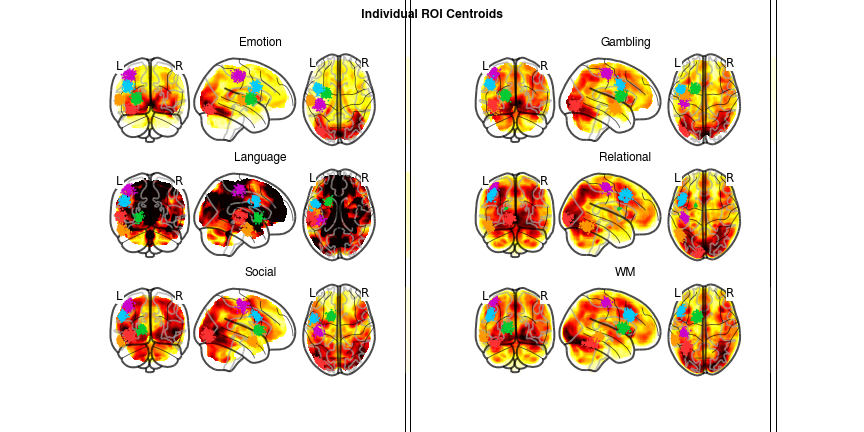 Individual ROI Centroids
Emotion
L R L R
Gambling
L R L R
Language
L R L R
Relational
L R L R
Social
L R L R
WM
L R L R